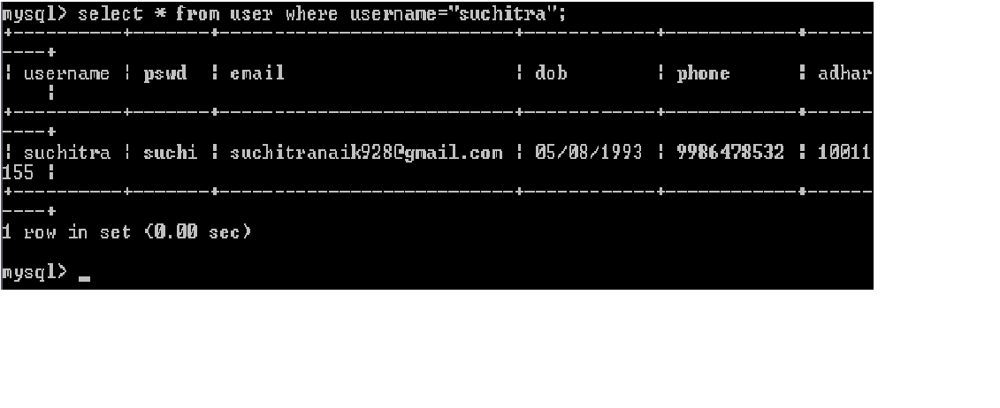 mysql> select * from user where username="suchitra";
+----------+-------+----------------------------+------------+------------+------
----+
| username | pswd  | email                      | dob        | phone      | adhar
    |
+----------+-------+----------------------------+------------+------------+------
----+
| suchitra | suchi | suchitranaik928@gmail.com | 05/08/1993 | 9986478532 | 10011
155 |
+----------+-------+----------------------------+------------+------------+------
----+
1 row in set (0.00 sec)
mysql> _